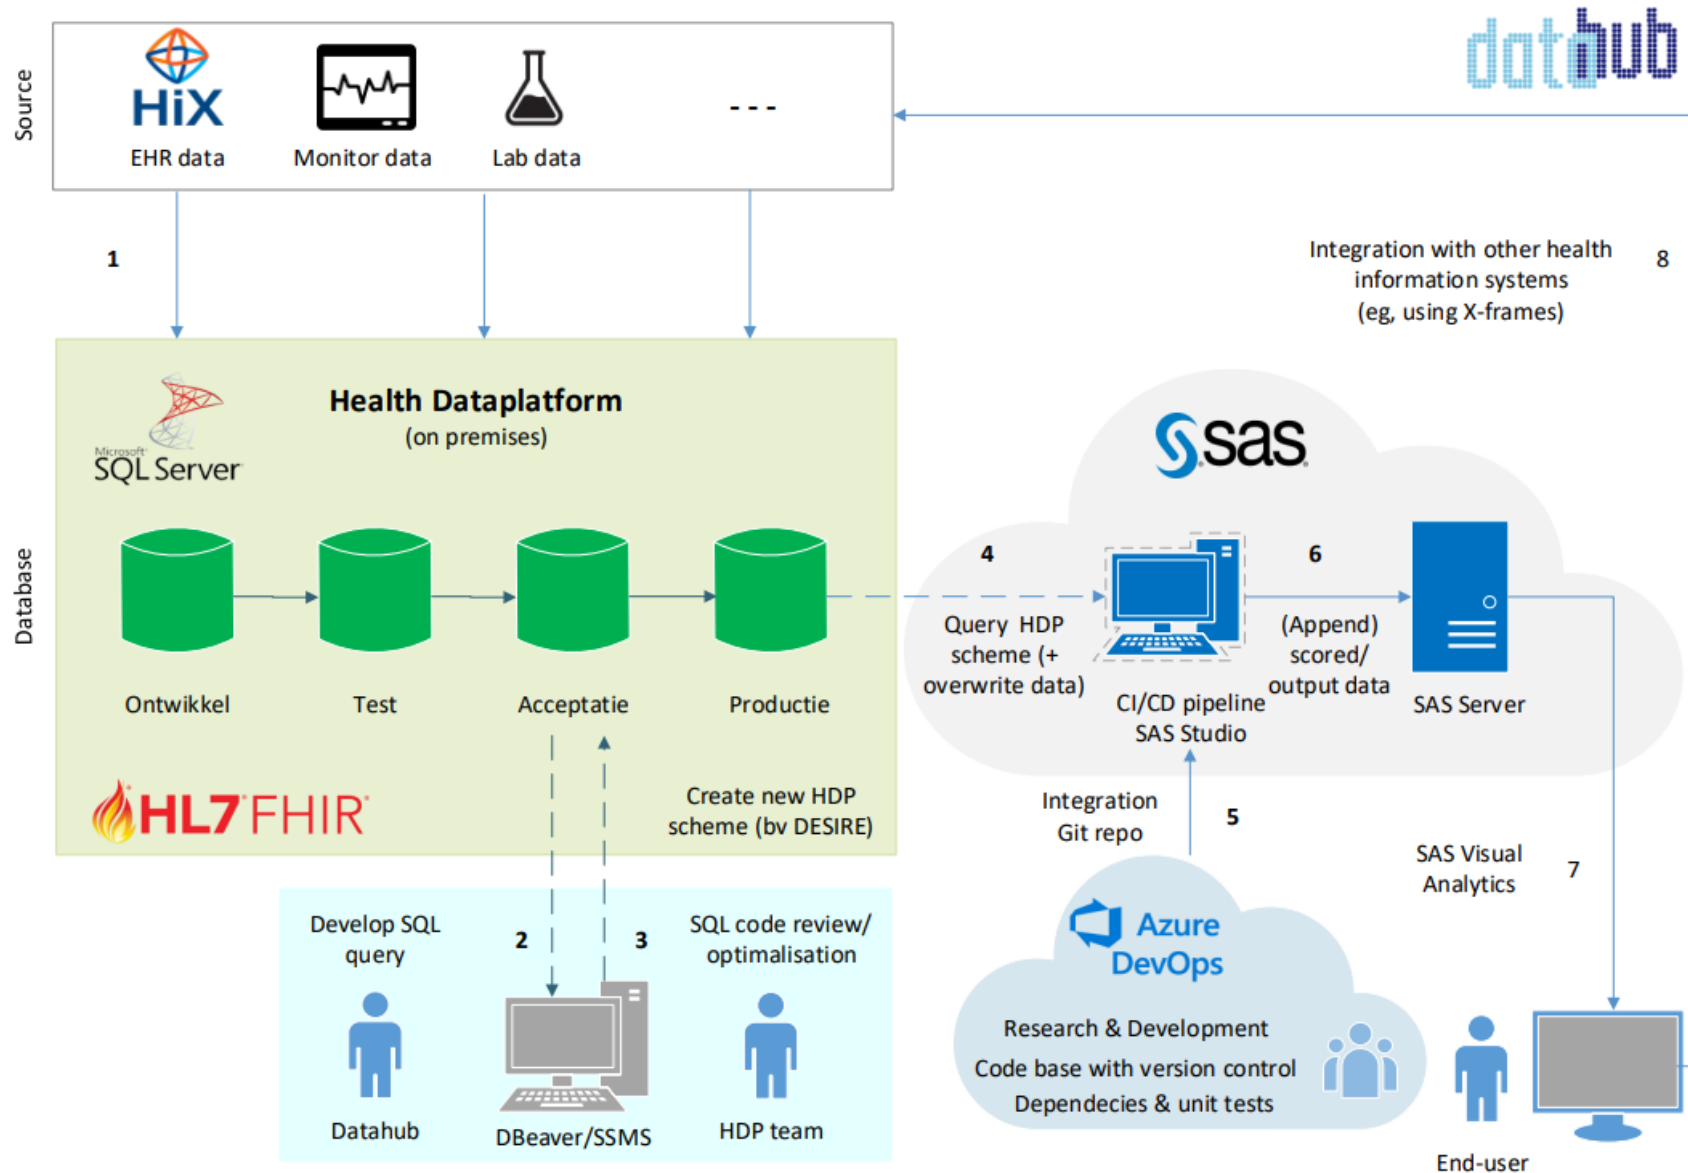 datahub
Source
HiX
EHR data
Monitor data
Lab data
---
1
Integration with other health
information systems
(eg, using X-frames)
8
Database
Microsoft
SQL Server
Health Dataplatform
(on premises)
Ontwikkel
Test
Acceptatie
Productie
HL7 FHIR
Create new HDP
scheme (bv DESIRE)
sas
4
Query HDP
scheme (+
overwrite data)
CI/CD pipeline
SAS Studio
6
(Append)
scored/
output data
SAS Server
Integration
Git repo
5
SAS Visual
Analytics
7
Develop SQL
query
2
3
SQL code review/
optimalisation
Datahub
DBeaver/SSMS
HDP team
Azure
DevOps
Research & Development
Code base with version control
Dependecies & unit tests
End-user